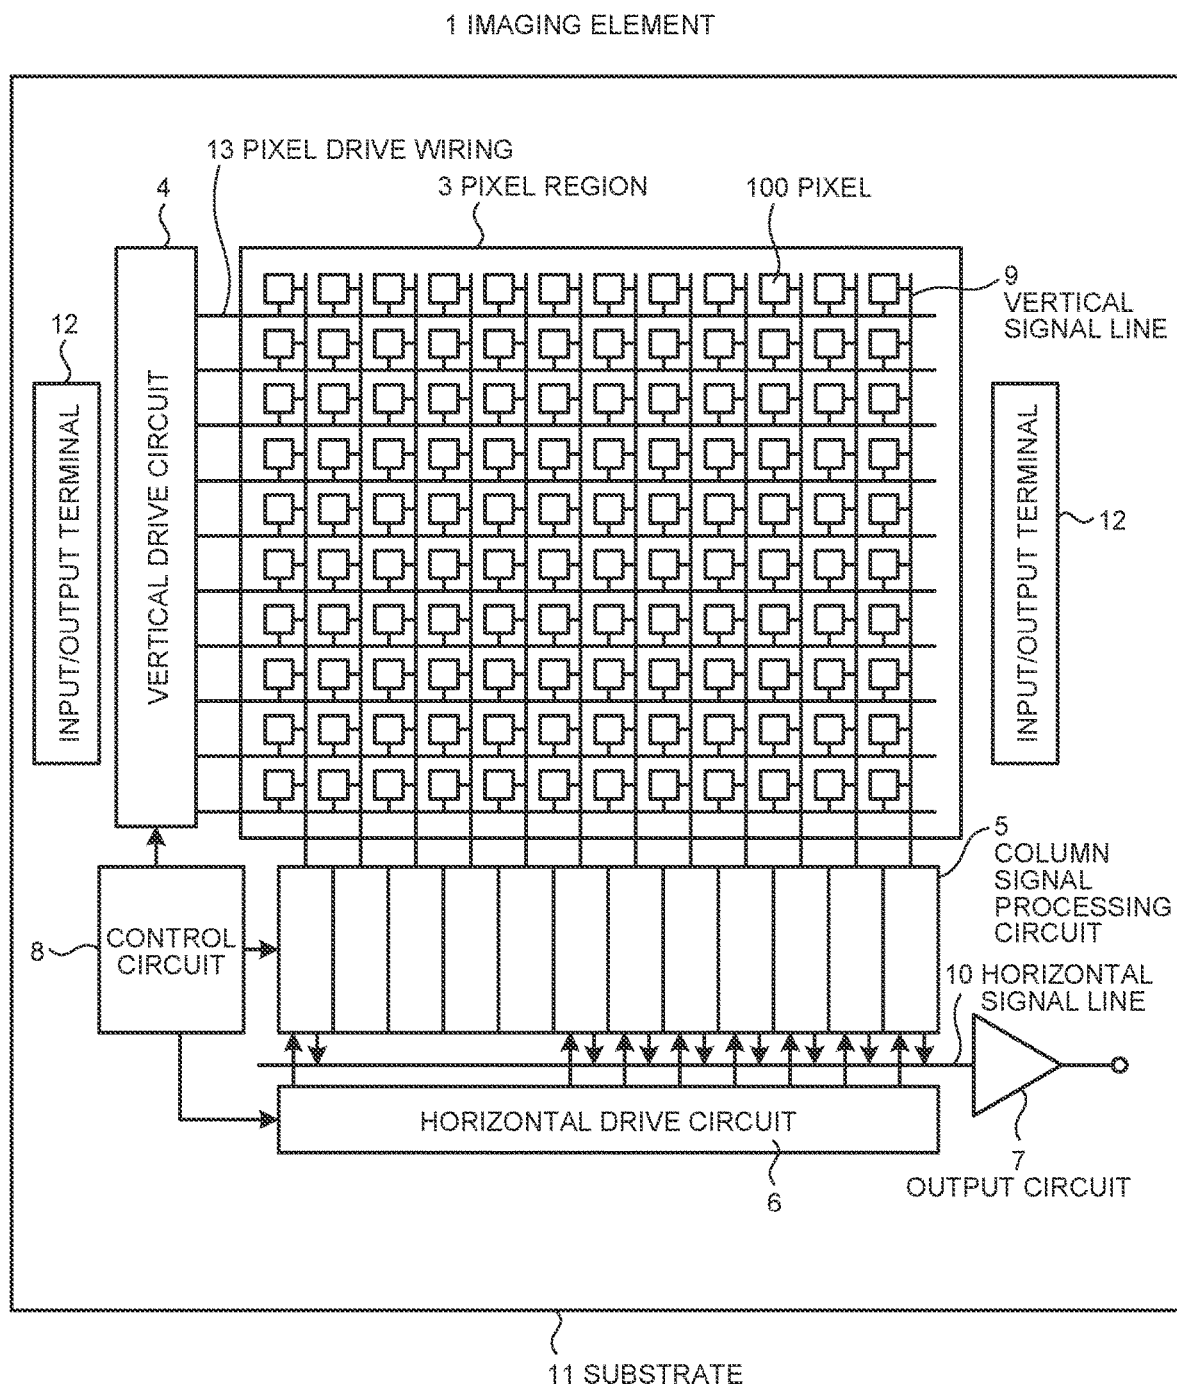 1 IMAGING ELEMENT
13 PIXEL DRIVE WIRING
4
3 PIXEL REGION
100 PIXEL
9
VERTICAL
SIGNAL LINE
12
INPUT/OUTPUT TERMINAL
VERTICAL DRIVE CIRCUIT
INPUT/OUTPUT TERMINAL
12
5
COLUMN
SIGNAL
PROCESSING
CIRCUIT
8
CONTROL
CIRCUIT
10 HORIZONTAL
SIGNAL LINE
HORIZONTAL DRIVE CIRCUIT
6
7
OUTPUT CIRCUIT
11 SUBSTRATE